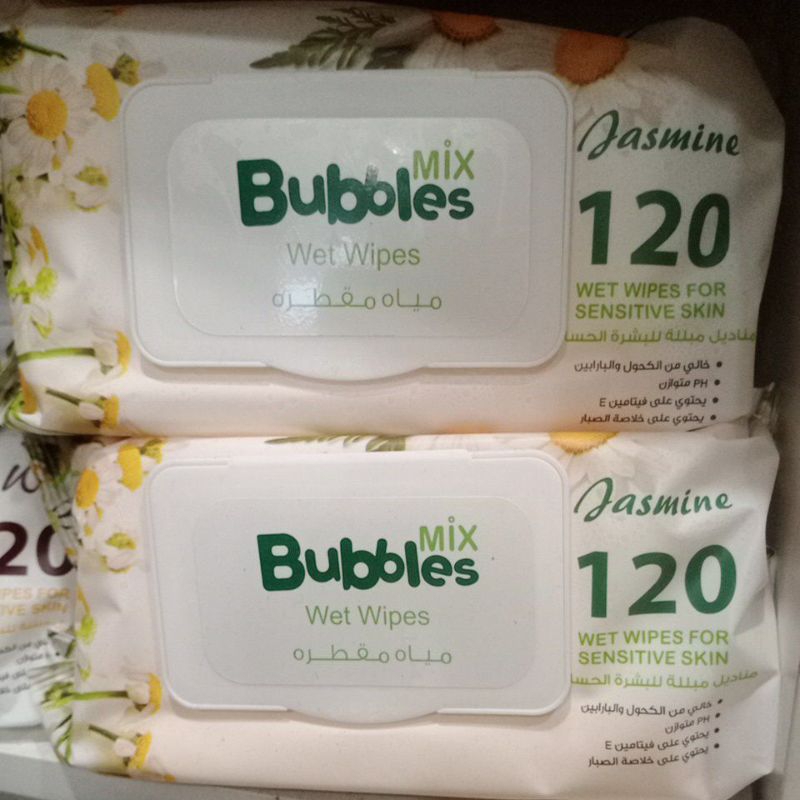 MIX
Bubbles
Wet Wipes
مياه مقطره
Jasmine
120
WET WIPES FOR
SENSITIVE SKIN
مناديل مبللة للبشرة
• خالي من الكحول والبارابين
• PH متوازن
• يحتوي على فيتامين E
• يحتوي على خلاصة الصبار
MIX
Bubbles
Wet Wipes
مياه مقطره
Jasmine
120
WET WIPES FOR
SENSITIVE SKIN
مناديل مبللة للبشرة
• خالي من الكحول والبارابين
• PH متوازن
• يحتوي على فيتامين E
• يحتوي على خلاصة الصبار
20